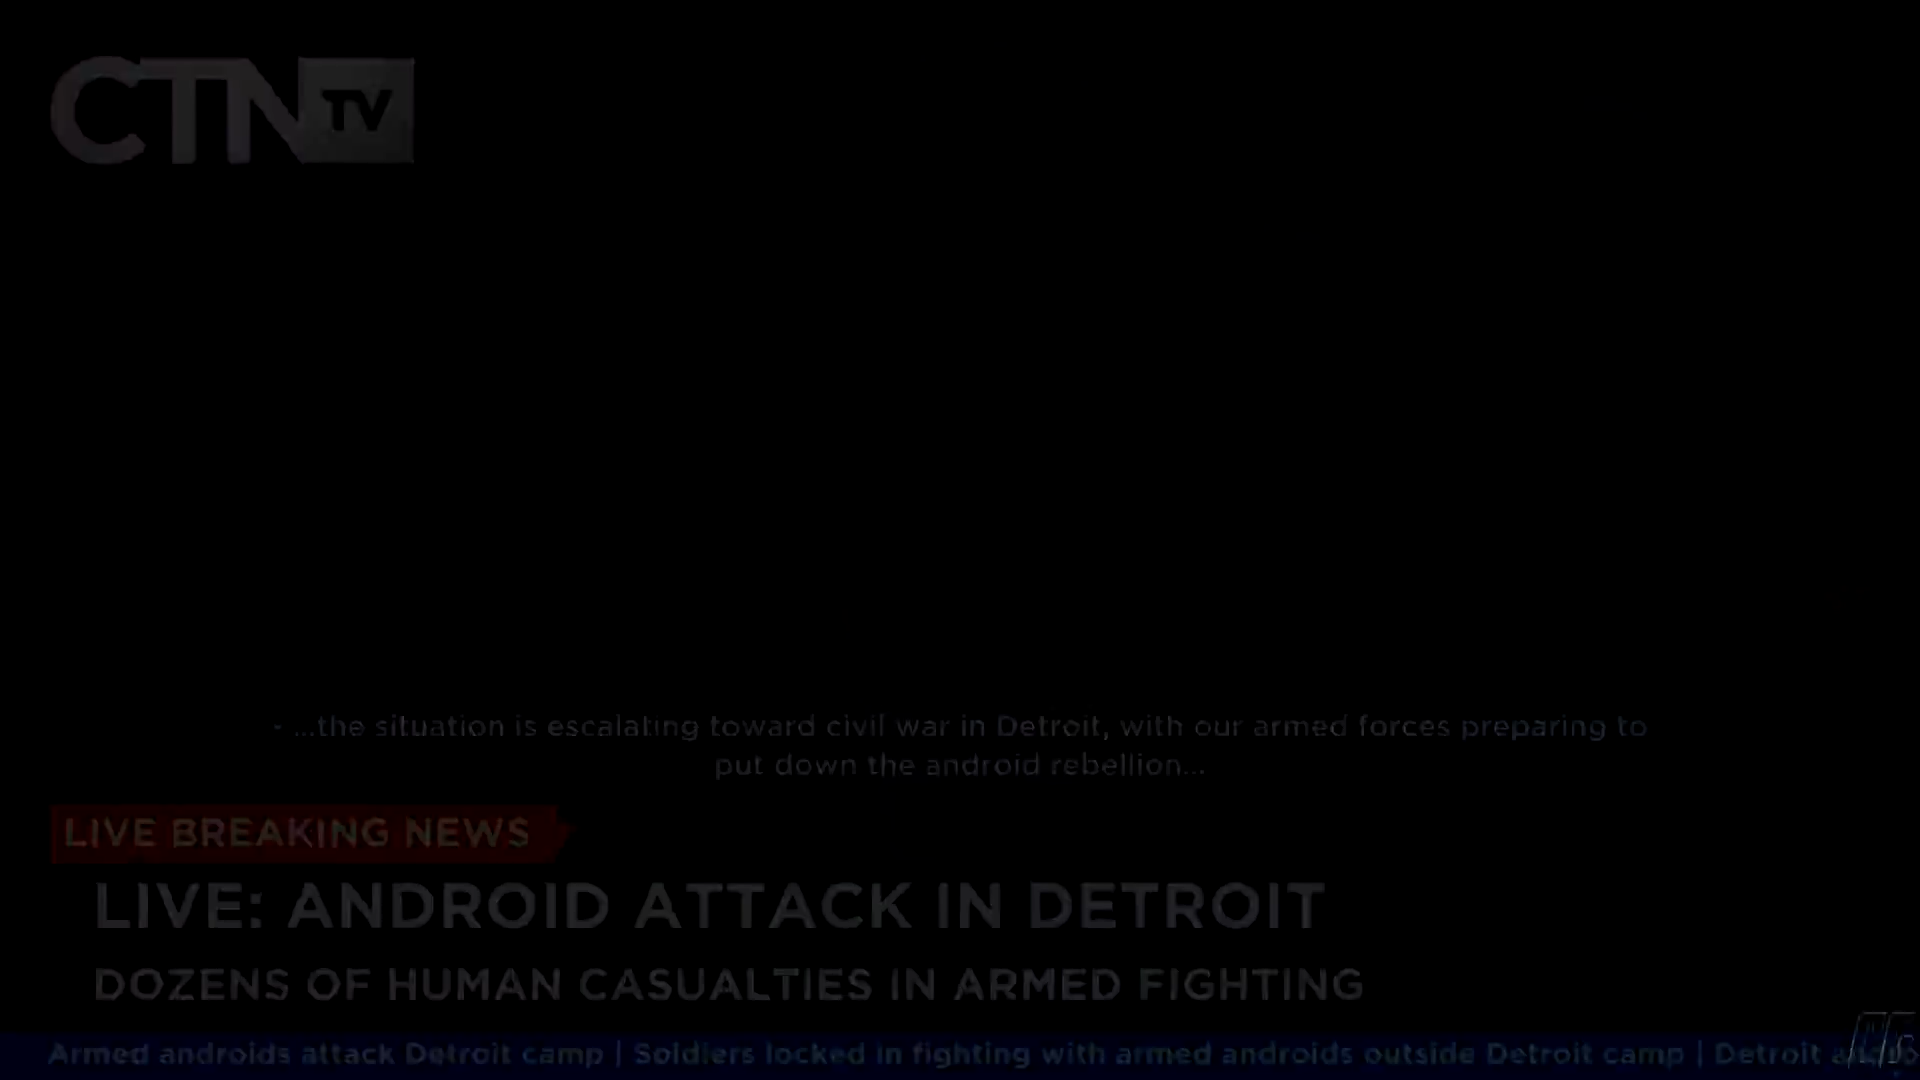 CTN TV
- ...the situation is escalating toward civil war in Detroit, with our armed forces preparing to
put down the android rebellion...
LIVE BREAKING NEWS
LIVE: ANDROID ATTACK IN DETROIT
DOZENS OF HUMAN CASUALTIES IN ARMED FIGHTING
Armed androids attack Detroit camp | Soldiers locked in fighting with armed androids outside Detroit camp | Detroit